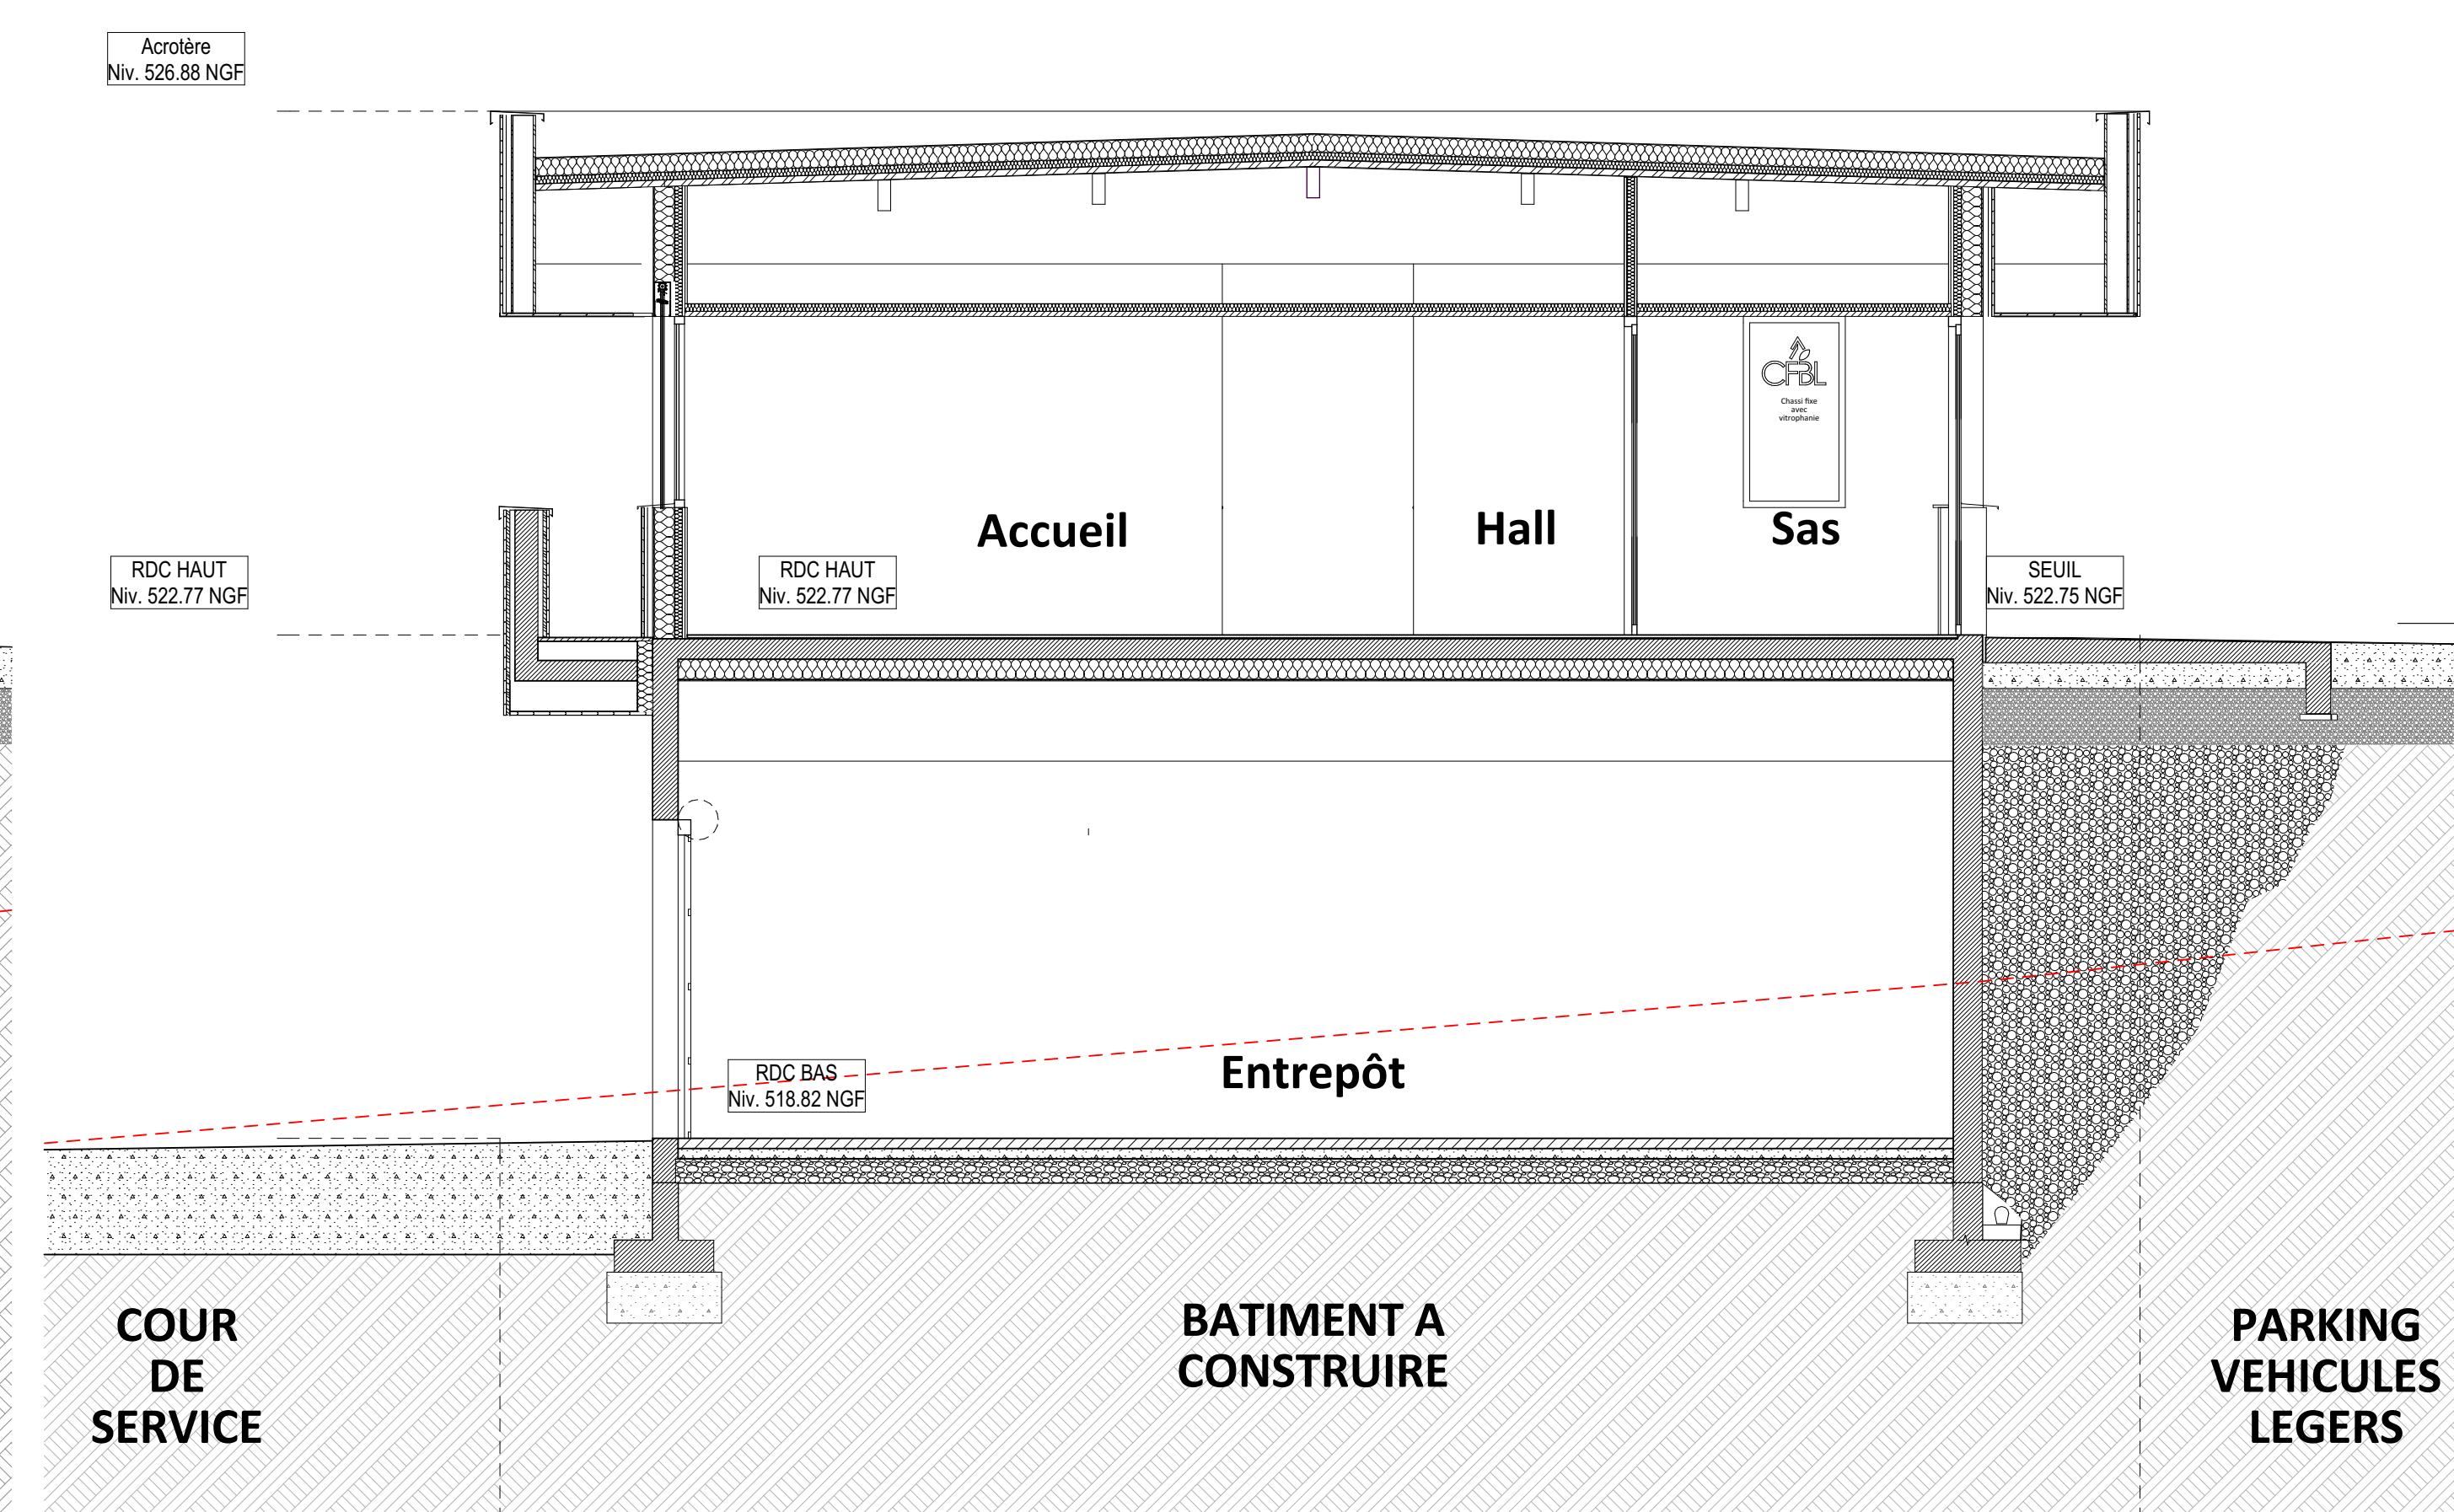 Acrotère
Niv. 526.88 NGF
CFBL
Chassi fixe
avec
vitrophanie
Accueil
Hall
Sas
RDC HAUT
Niv. 522.77 NGF
RDC HAUT
Niv. 522.77 NGF
SEUIL
Niv. 522.75 NGF
RDC BAS
Niv. 518.82 NGF
Entrepôt
COUR
DE
SERVICE
BATIMENT A
CONSTRUIRE
PARKING
VEHICULES
LEGERS